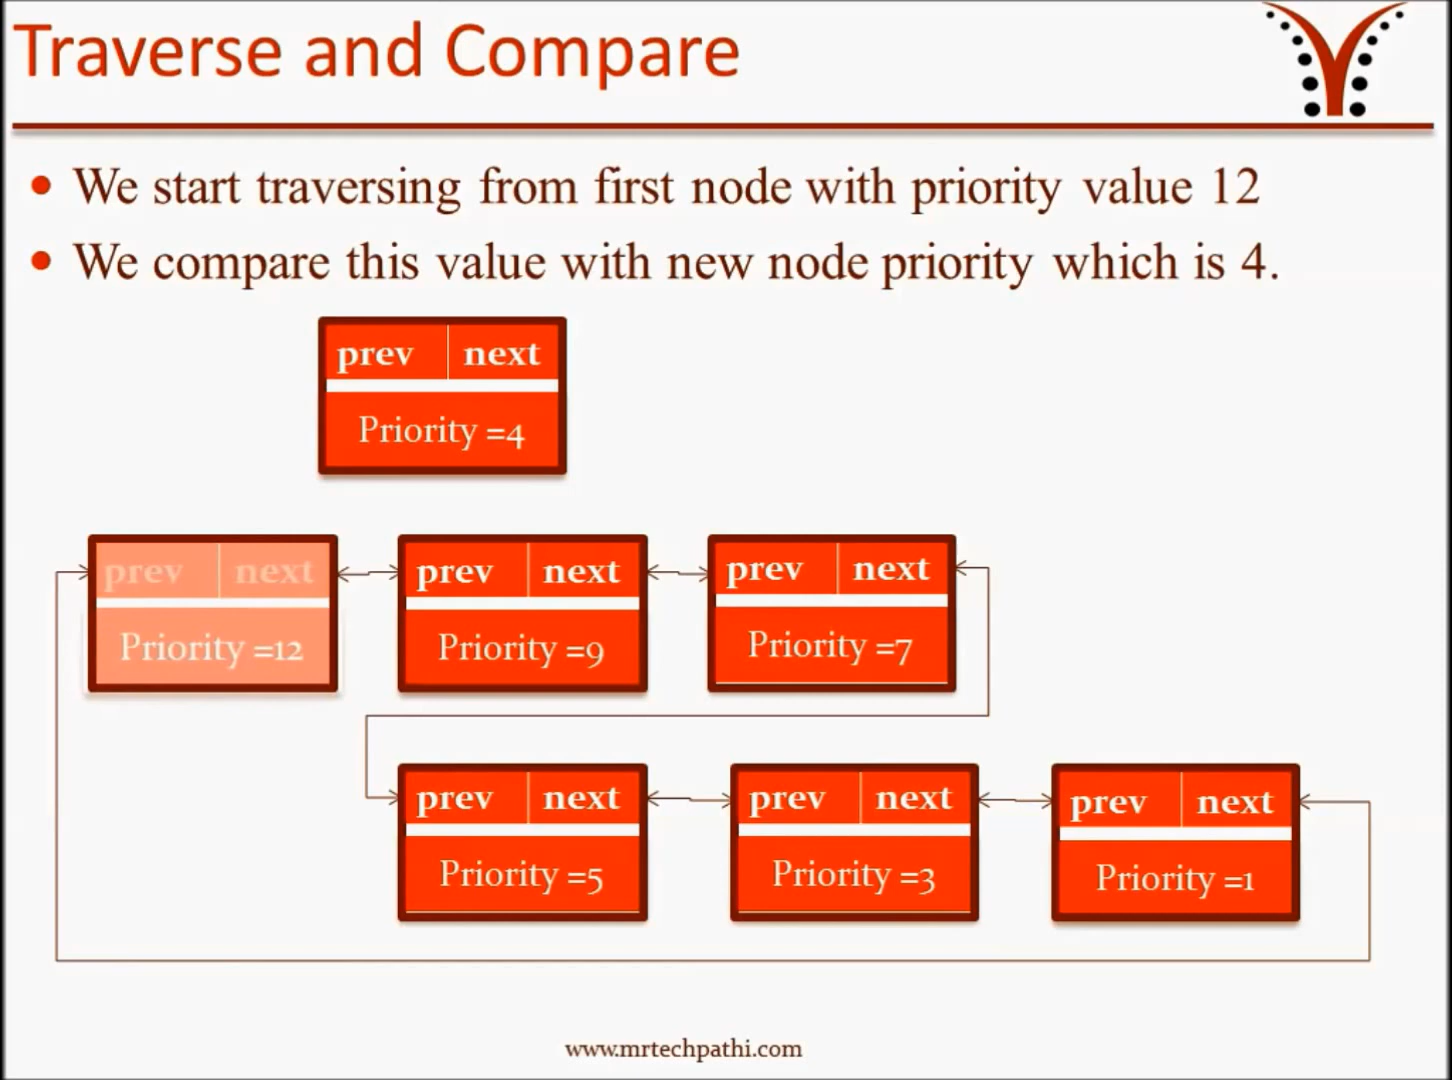 Traverse and Compare
• We start traversing from first node with priority value 12
• We compare this value with new node priority which is 4.
prev next
Priority =4
prev next
Priority =12
prev next
Priority =9
prev next
Priority =7
prev next
Priority =5
prev next
Priority =3
prev next
Priority =1
www.mrtechpathi.com